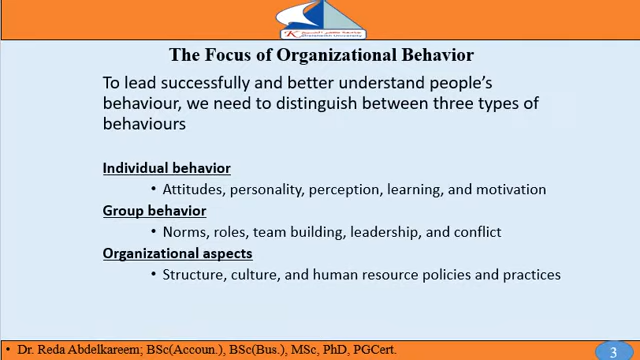 The Focus of Organizational Behavior
To lead successfully and better understand people's
behaviour, we need to distinguish between three types of
behaviours
Individual behavior
• Attitudes, personality, perception, learning, and motivation
Group behavior
• Norms, roles, team building, leadership, and conflict
Organizational aspects
• Structure, culture, and human resource policies and practices
• Dr. Reda Abdelkareem; BSc(Accoun.), BSc(Bus.), MSc, PhD, PGCert.
3